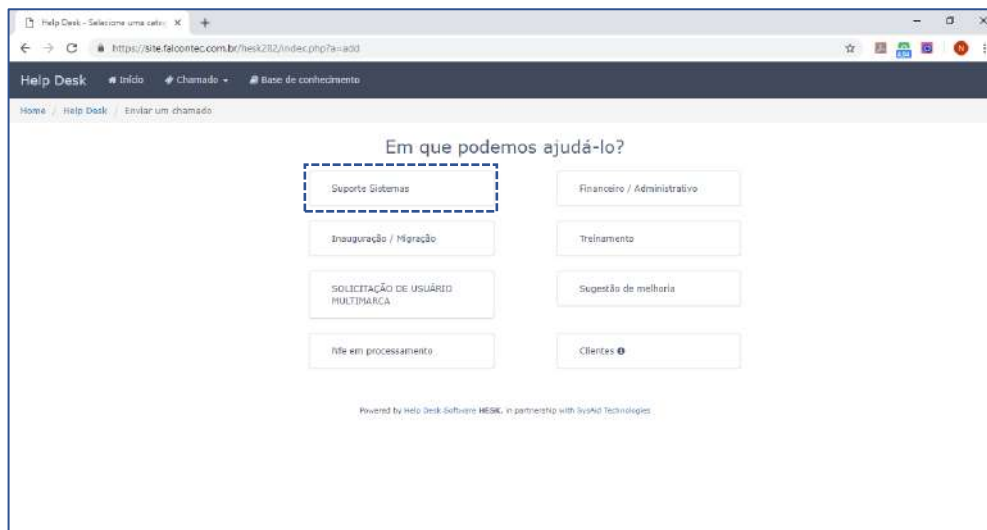 Help Desk - Selecione uma cate
https://site.falcontec.com.br/hesk282/index.php?a=add
Help Desk Início Chamado Base de conhecimento
Home / Help Desk / Enviar um chamado
Em que podemos ajudá-lo?
Suporte Sistemas Financeiro / Administrativo
Inauguração / Migração Treinamento
SOLICITAÇÃO DE USUÁRIO Sugestão de melhoria
MULTIMARCA
Nfe em processamento Clientes
Powered by Help Desk Software HESK, in partnership with SysAid Technologies